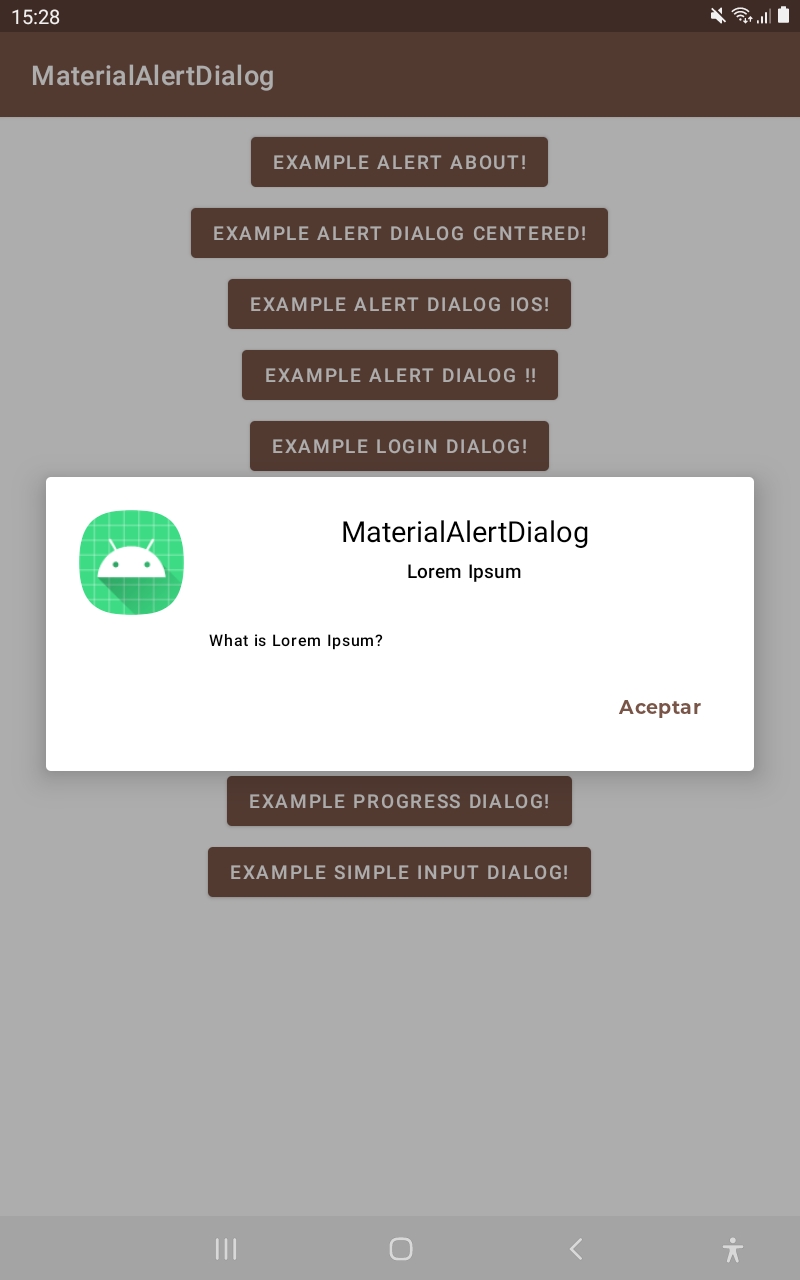 15:28
MaterialAlertDialog
EXAMPLE ALERT ABOUT!
EXAMPLE ALERT DIALOG CENTERED!
EXAMPLE ALERT DIALOG IOS!
EXAMPLE ALERT DIALOG !!
EXAMPLE LOGIN DIALOG!
MaterialAlertDialog
Lorem Ipsum
What is Lorem Ipsum?
Aceptar
EXAMPLE PROGRESS DIALOG!
EXAMPLE SIMPLE INPUT DIALOG!